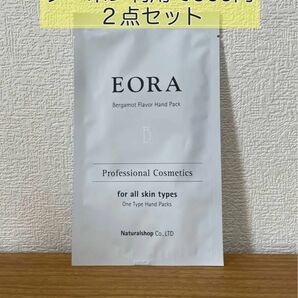 ２点セット
EORA
Bergamot Flavor Hand Pack
Professional Cosmetics
for all skin types
One Type Hand Packs
Naturalshop Co.,LTD